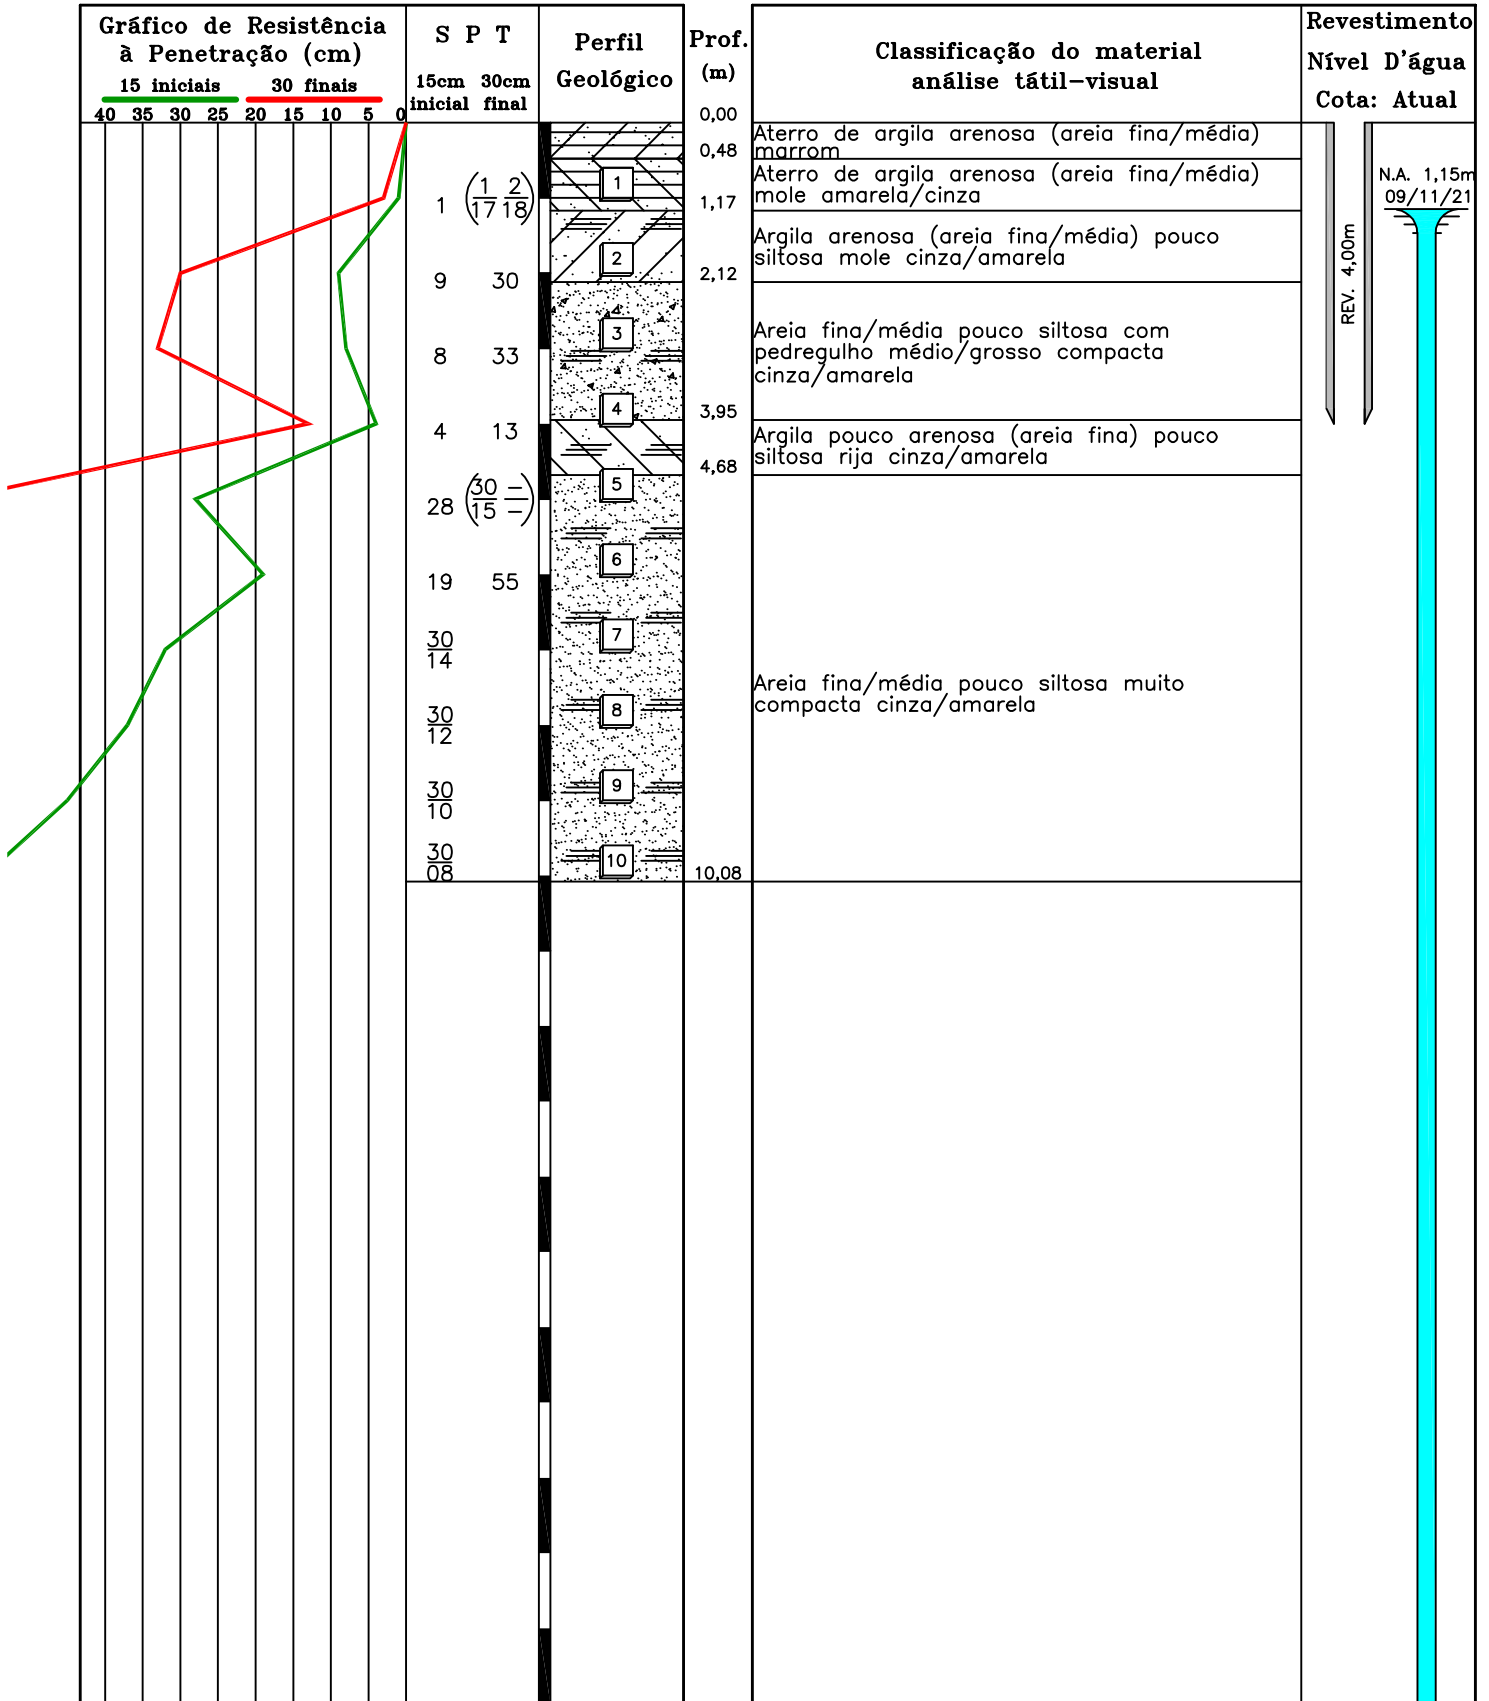 Gráfico de Resistência
à Penetração (cm)
15 iniciais 30 finais
40 35 30 25 20 15 10 5 0
S P T
15cm 30cm
inicial final
Perfil
Geológico
Prof.
(m)
Classificação do material
análise tátil-visual
Revestimento
Nível D'água
Cota: Atual
0,00
Aterro de argila arenosa (areia fina/média)
marrom
0,48
Aterro de argila arenosa (areia fina/média)
mole amarela/cinza
1 (1/17 2/18)
1
1,17
N.A. 1,15m
09/11/21
REV. 4,00m
Argila arenosa (areia fina/média) pouco
siltosa mole cinza/amarela
9 30
2
2,12
Areia fina/média pouco siltosa com
pedregulho médio/grosso compacta
cinza/amarela
8 33
3
4
3,95
4 13
Argila pouco arenosa (areia fina) pouco
siltosa rija cinza/amarela
4,68
28 (30/15 -/-)
5
19 55
6
30/14
7
Areia fina/média pouco siltosa muito
compacta cinza/amarela
30/12
8
30/10
9
30/08
10
10,08